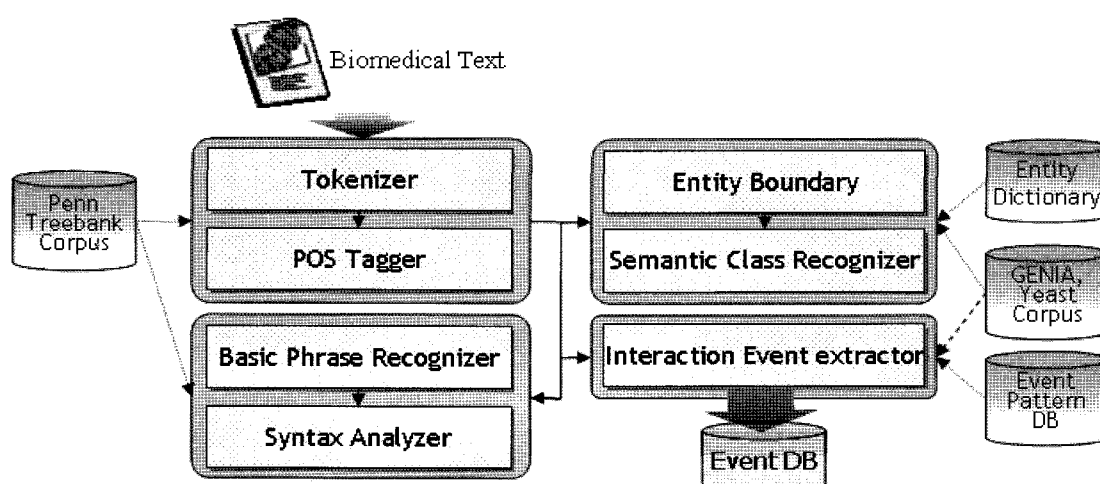 Biomedical Text
Tokenizer
POS Tagger
Basic Phrase Recognizer
Syntax Analyzer
Penn
Treebank
Corpus
Entity Boundary
Semantic Class Recognizer
Interaction Event extractor
Event DB
Entity
Dictionary
GENIA,
Yeast
Corpus
Event
Pattern
DB